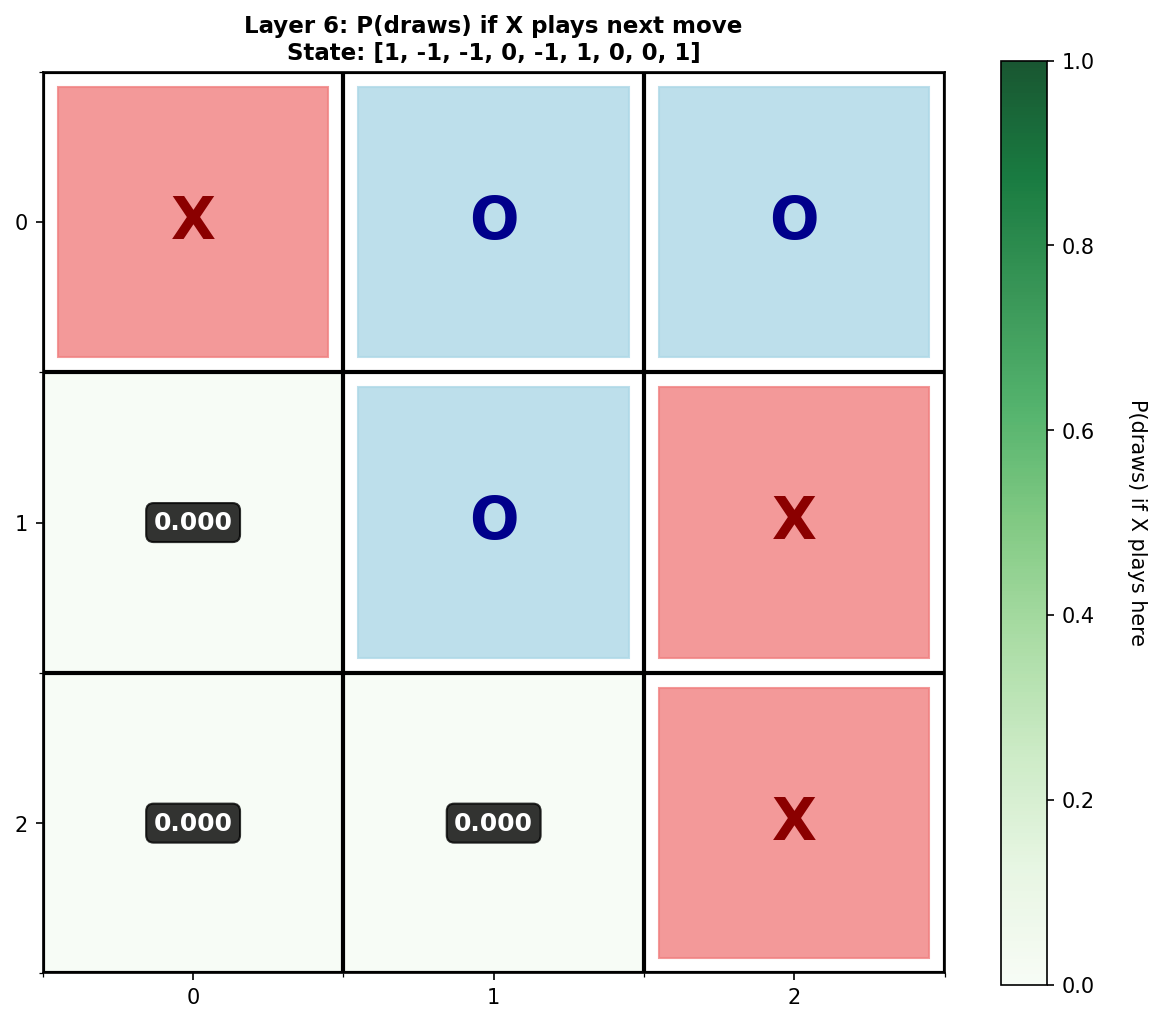 Layer 6: P(draws) if X plays next move
State: [1, -1, -1, 0, -1, 1, 0, 0, 1]
0
X
O
O
1
0.000
O
X
2
0.000
0.000
X
0
1
2
1.0
0.8
0.6
0.4
0.2
0.0
P(draws) if X plays here